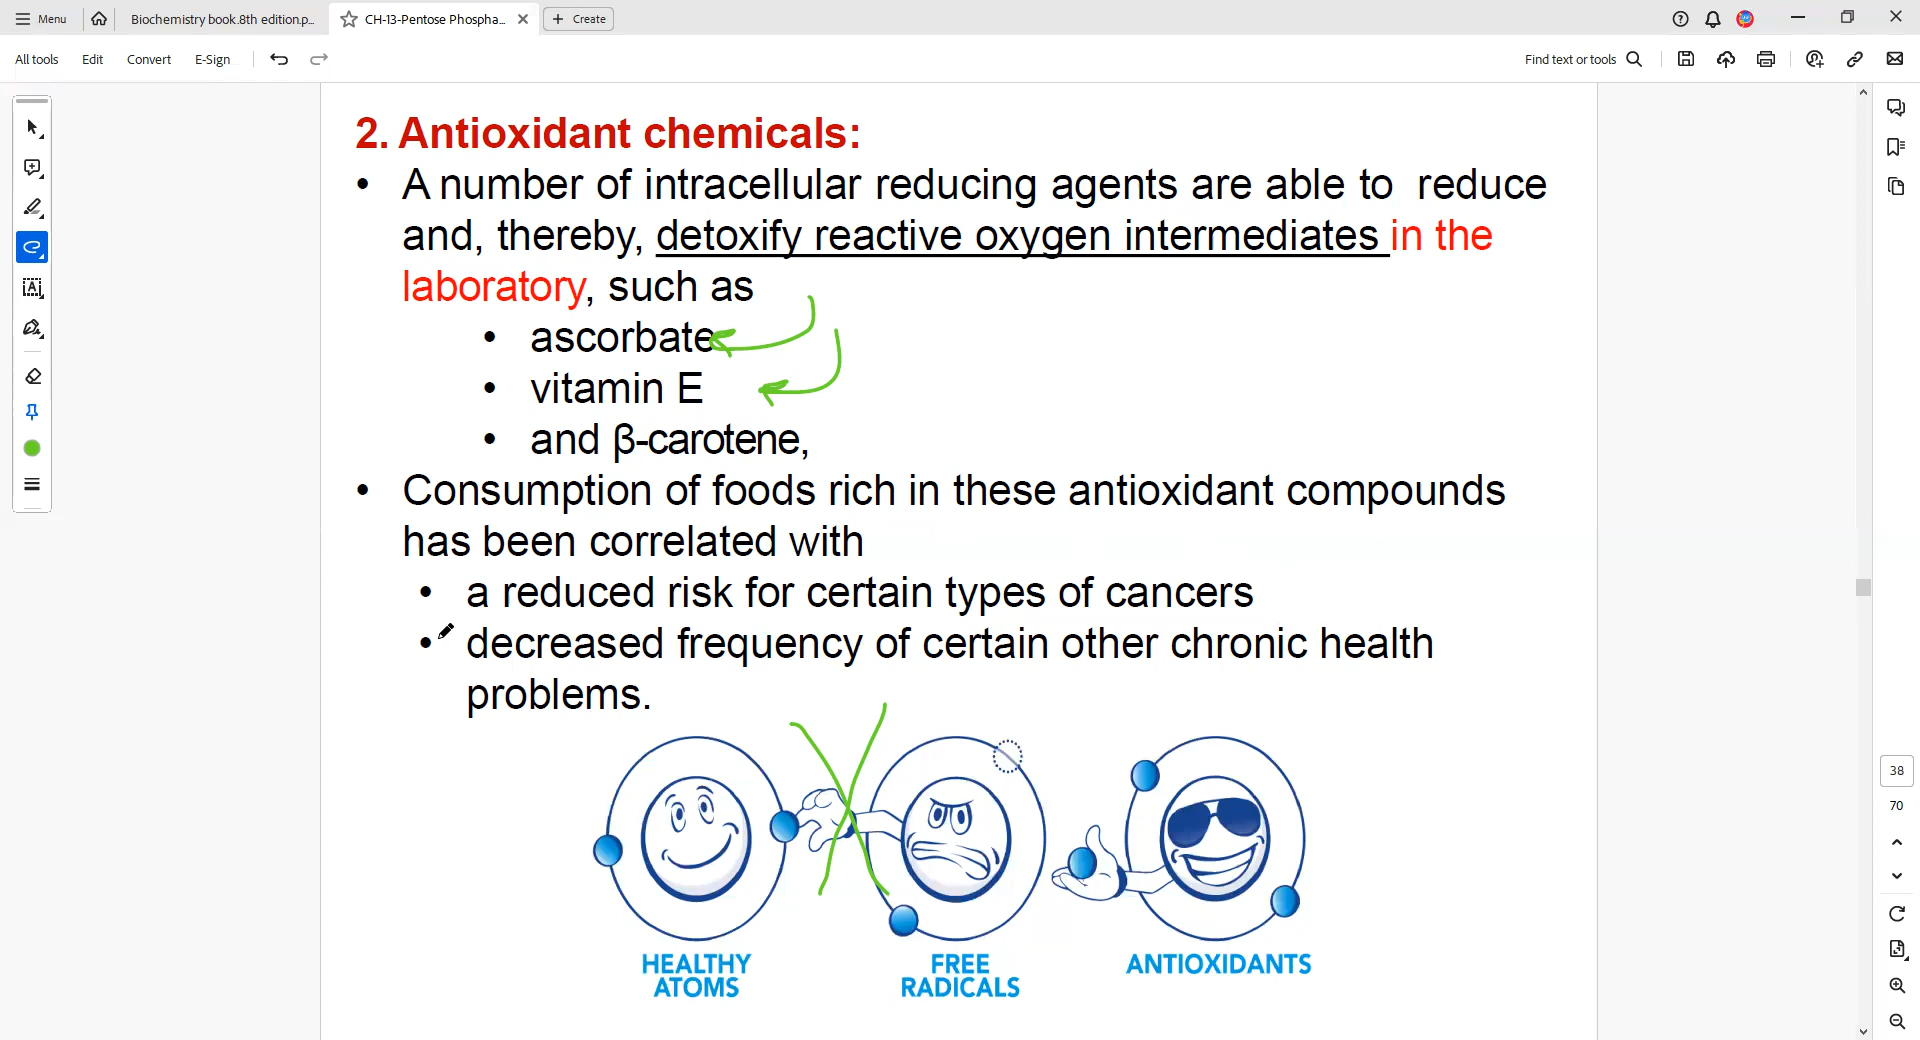 Menu
Biochemistry book.8th edition.p...
CH-13-Pentose Phospha...
Create
All tools
Edit
Convert
E-Sign
Find text or tools
2. Antioxidant chemicals:
• A number of intracellular reducing agents are able to reduce
and, thereby, detoxify reactive oxygen intermediates in the
laboratory, such as
• ascorbate
• vitamin E
• and β-carotene,
• Consumption of foods rich in these antioxidant compounds
has been correlated with
• a reduced risk for certain types of cancers
• decreased frequency of certain other chronic health
problems.
HEALTHY
ATOMS
FREE
RADICALS
ANTIOXIDANTS
38
70